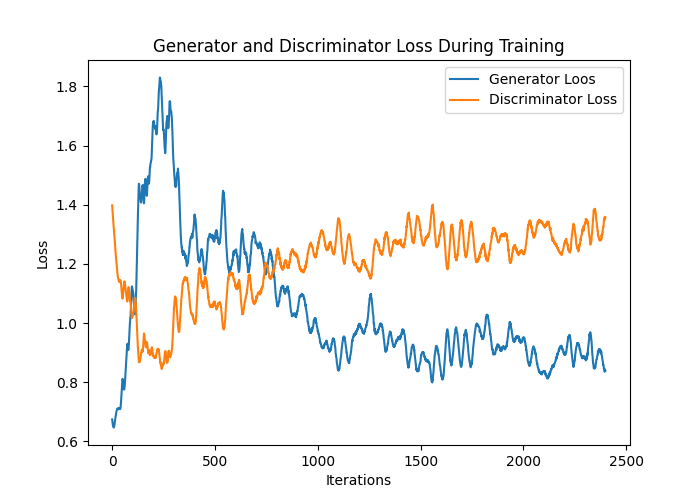 Generator and Discriminator Loss During Training
Generator Loos
Discriminator Loss
1.8
1.6
1.4
1.2
1.0
0.8
0.6
Loss
0
500
1000
1500
2000
2500
Iterations